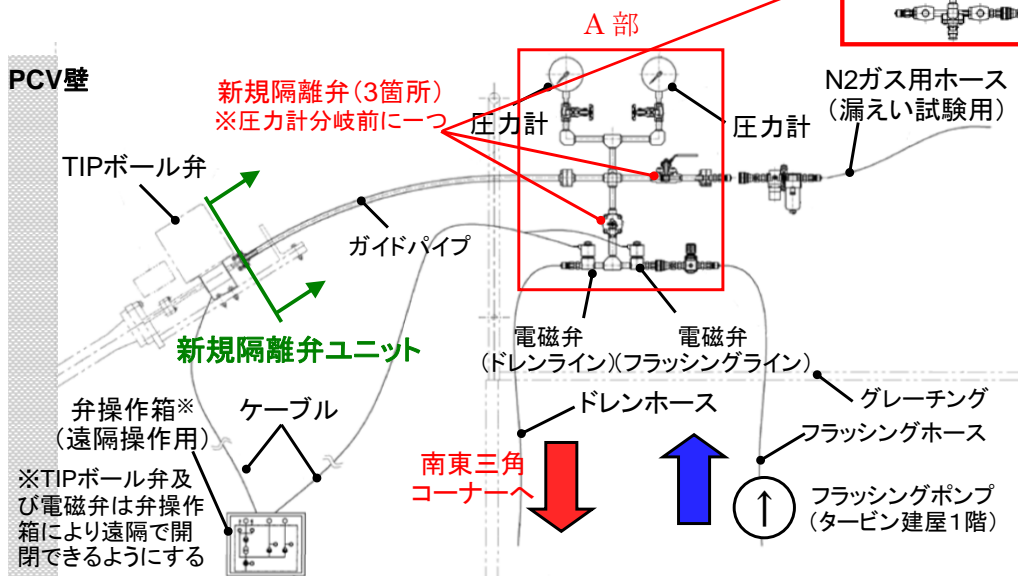 A 部
PCV壁
新規隔離弁(3箇所)
※圧力計分岐前に一つ
圧力計
圧力計
N2ガス用ホース
(漏えい試験用)
TIPボール弁
ガイドパイプ
新規隔離弁ユニット
電磁弁
(ドレンライン)
電磁弁
(フラッシングライン)
弁操作箱※
(遠隔操作用)
ケーブル
ドレンホース
グレーチング
フラッシングホース
※TIPボール弁及
び電磁弁は弁操作
箱により遠隔で開
閉できるようにする
南東三角
コーナーへ
フラッシングポンプ
(タービン建屋1階)